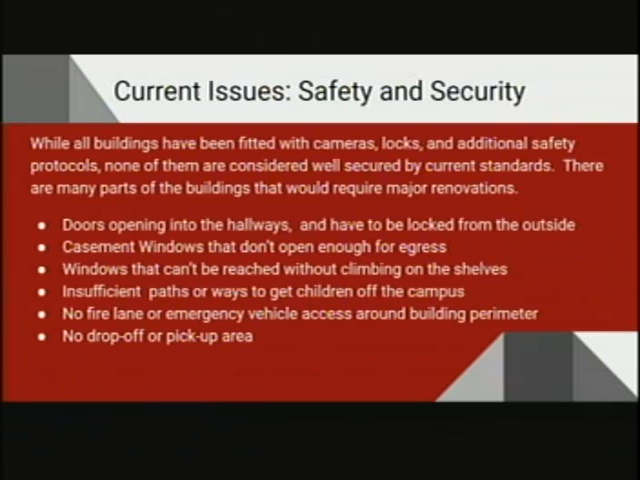 Current Issues: Safety and Security
While all buildings have been fitted with cameras, locks, and additional safety
protocols, none of them are considered well secured by current standards. There
are many parts of the buildings that would require major renovations.
● Doors opening into the hallways, and have to be locked from the outside
● Casement Windows that don't open enough for egress
● Windows that can't be reached without climbing on the shelves
● Insufficient paths or ways to get children off the campus
● No fire lane or emergency vehicle access around building perimeter
● No drop-off or pick-up area